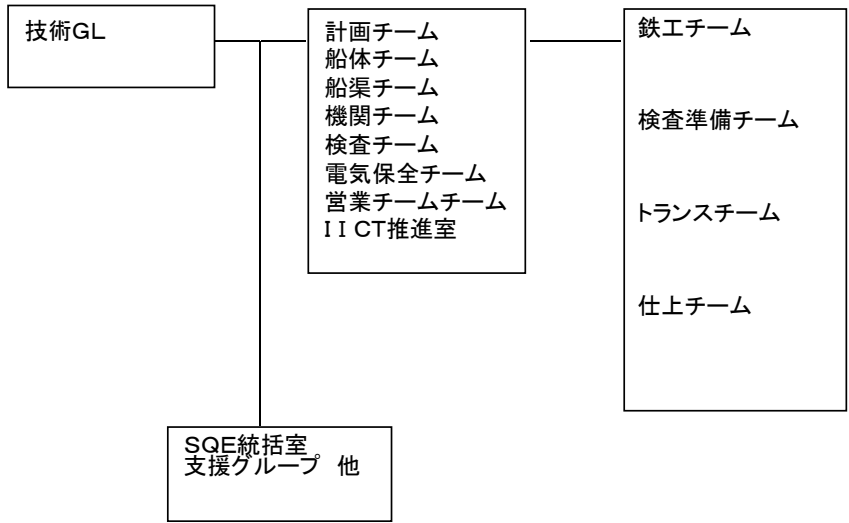 技術GL
計画チーム
船体チーム
船渠チーム
機関チーム
検査チーム
電気保全チーム
営業チームチーム
ＩＩCT推進室
鉄工チーム
検査準備チーム
トランスチーム
仕上チーム
SQE統括室
支援グループ　他